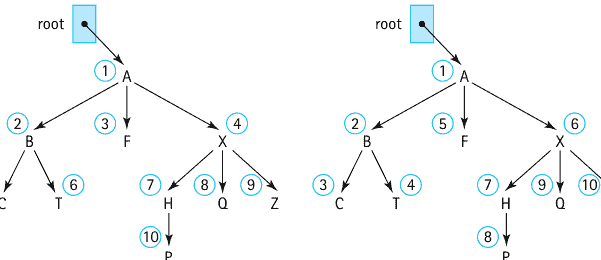 root root
1 A 1 A
2 3 4 2 5 6
B F X B F X
6 7 8 9 3 4 7 9 10
C T H Q Z C T H Q
10 8
P P